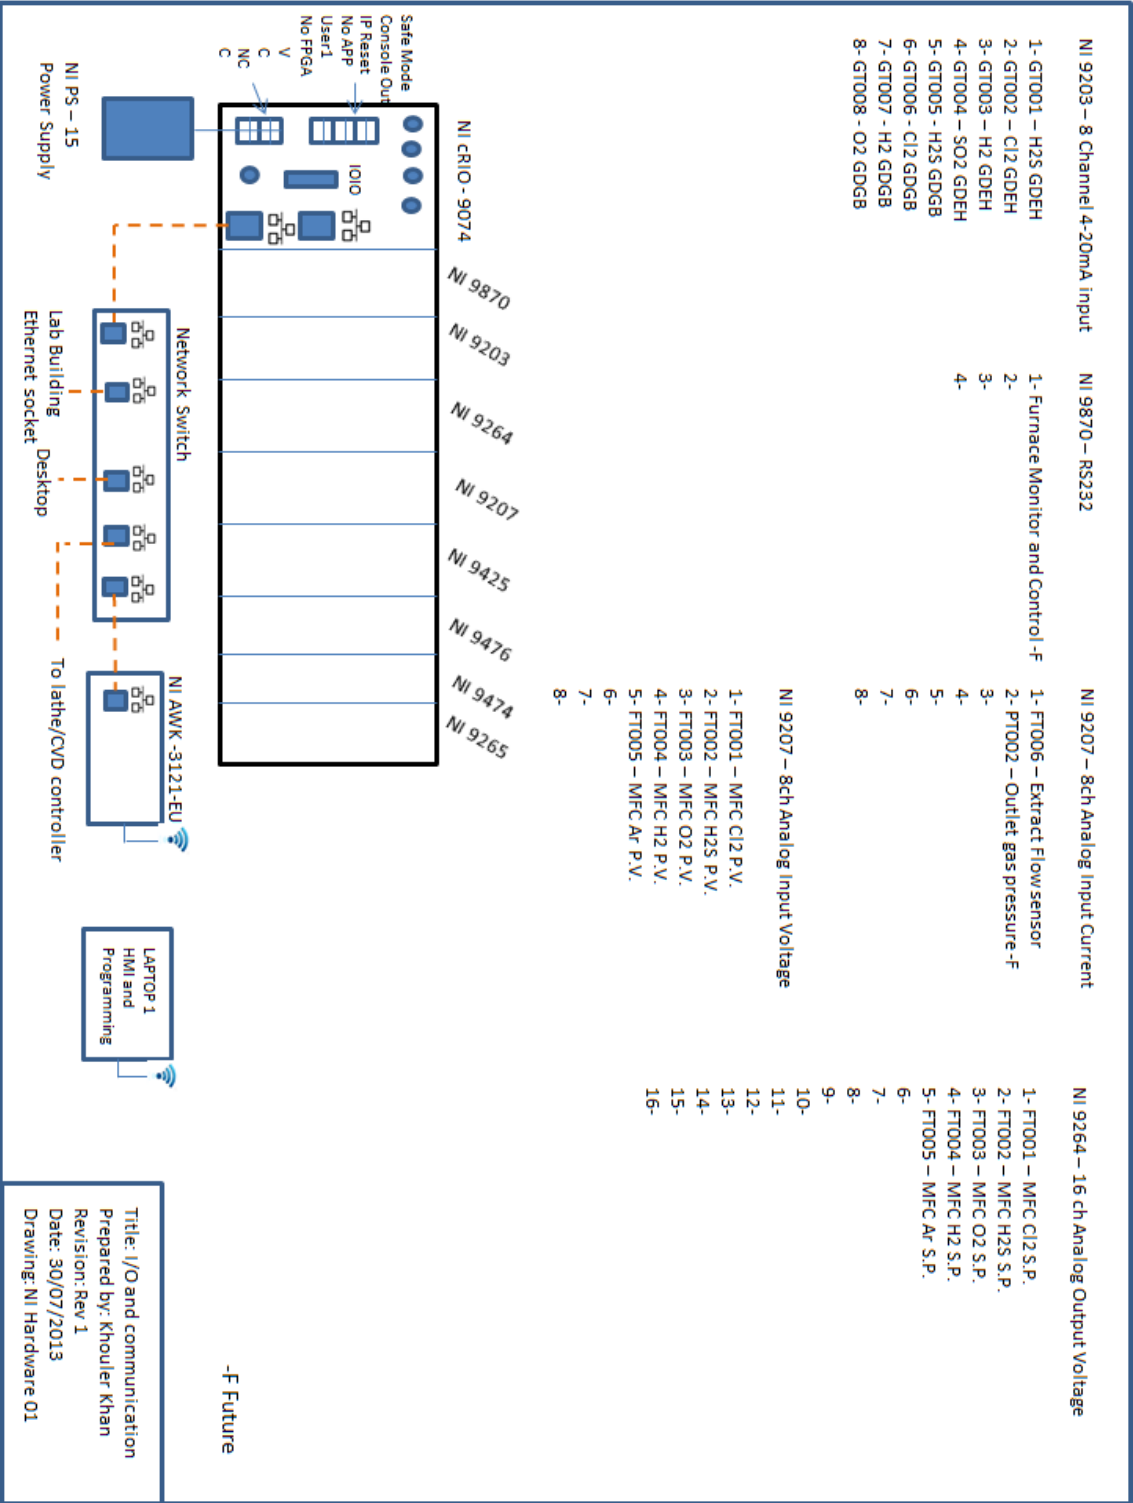 NI 9203 – 8 Channel 4-20mA input
1- GT001 – H2S GDEH
2- GT002 – Cl2 GDEH
3- GT003 – H2 GDEH
4- GT004 – SO2 GDEH
5- GT005 - H2S GDGB
6- GT006 - Cl2 GDGB
7- GT007 - H2 GDGB
8- GT008 - O2 GDGB
NI 9870 – RS232
1- Furnace Monitor and Control -F
2-
3-
4-
NI 9207 – 8ch Analog Input Current
1- FT006 – Extract Flow sensor
2- PT002 – Outlet gas pressure -F
3-
4-
5-
6-
7-
8-
NI 9207 – 8ch Analog Input Voltage
1- FT001 – MFC Cl2 P.V.
2- FT002 – MFC H2S P.V.
3- FT003 – MFC O2 P.V.
4- FT004 – MFC H2 P.V.
5- FT005 – MFC Ar P.V.
6-
7-
8-
NI 9264 – 16 ch Analog Output Voltage
1- FT001 – MFC Cl2 S.P.
2- FT002 – MFC H2S S.P.
3- FT003 – MFC O2 S.P.
4- FT004 – MFC H2 S.P.
5- FT005 – MFC Ar S.P.
6-
7-
8-
9-
10-
11-
12-
13-
14-
15-
16-
NI cRIO - 9074
NI 9870
NI 9203
NI 9264
NI 9207
NI 9425
NI 9476
NI 9474
NI 9265
Safe Mode
Console Out
IP Reset
No APP
User1
No FPGA
V
C
NC
C
IOIO
NI PS – 15
Power Supply
Network Switch
Lab Building
Ethernet socket
Desktop
To lathe/CVD controller
NI AWK -3121-EU
LAPTOP 1
HMI and
Programming
-F Future
Title: I/O and communication
Prepared by: Khouler Khan
Revision: Rev 1
Date: 30/07/2013
Drawing: NI Hardware 01